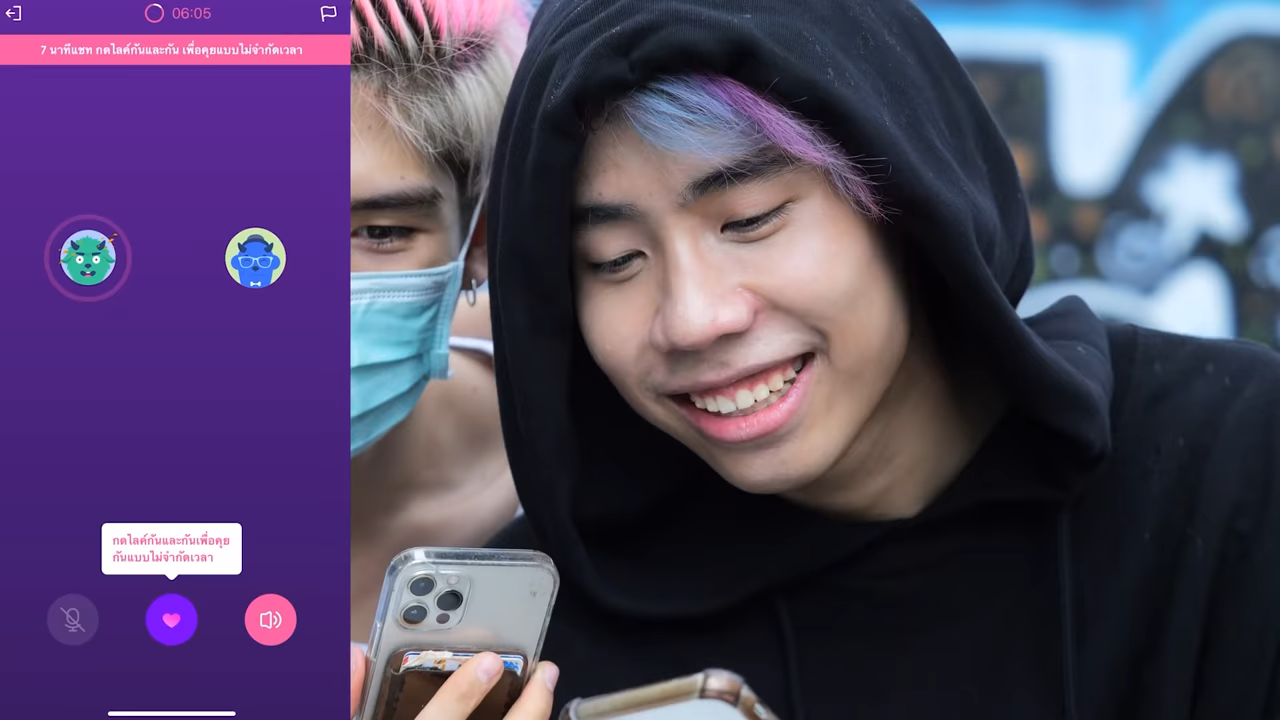 06:05
7 นาทีแชท กดไลค์กันและกัน เพื่อคุยแบบไม่จำกัดเวลา
กดไลค์กันและกันเพื่อคุย
กันแบบไม่จำกัดเวลา